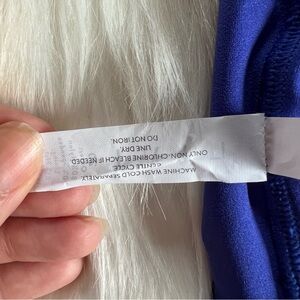 MACHINE WASH COLD SEPARATELY.
GENTLE CYCLE.
ONLY NON-CHLORINE BLEACH IF NEEDED.
LINE DRY.
DO NOT IRON.